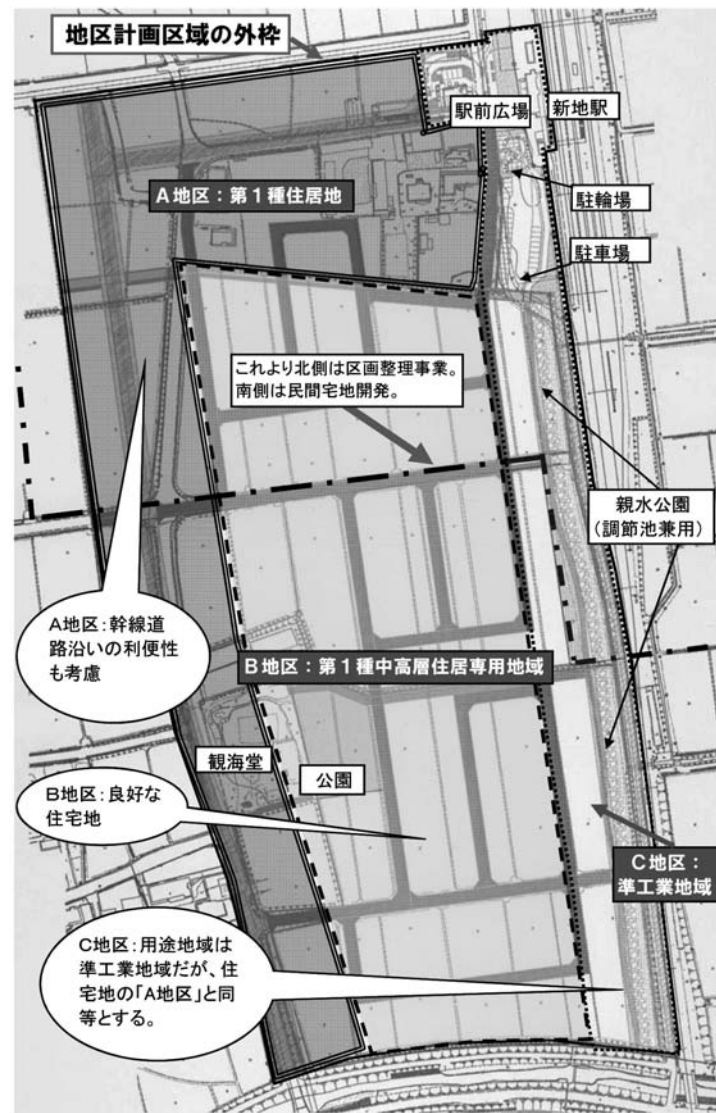 地区計画区域の外枠
駅前広場
新地駅
A地区：第1種住居地
駐輪場
駐車場
これより北側は区画整理事業。
南側は民間宅地開発。
親水公園
（調節池兼用）
A地区：幹線道
路沿いの利便性
も考慮
B地区：第1種中高層住居専用地域
観海堂
公園
B地区：良好な
住宅地
C地区：
準工業地域
C地区：用途地域は
準工業地域だが、住
宅地の「A地区」と同
等とする。